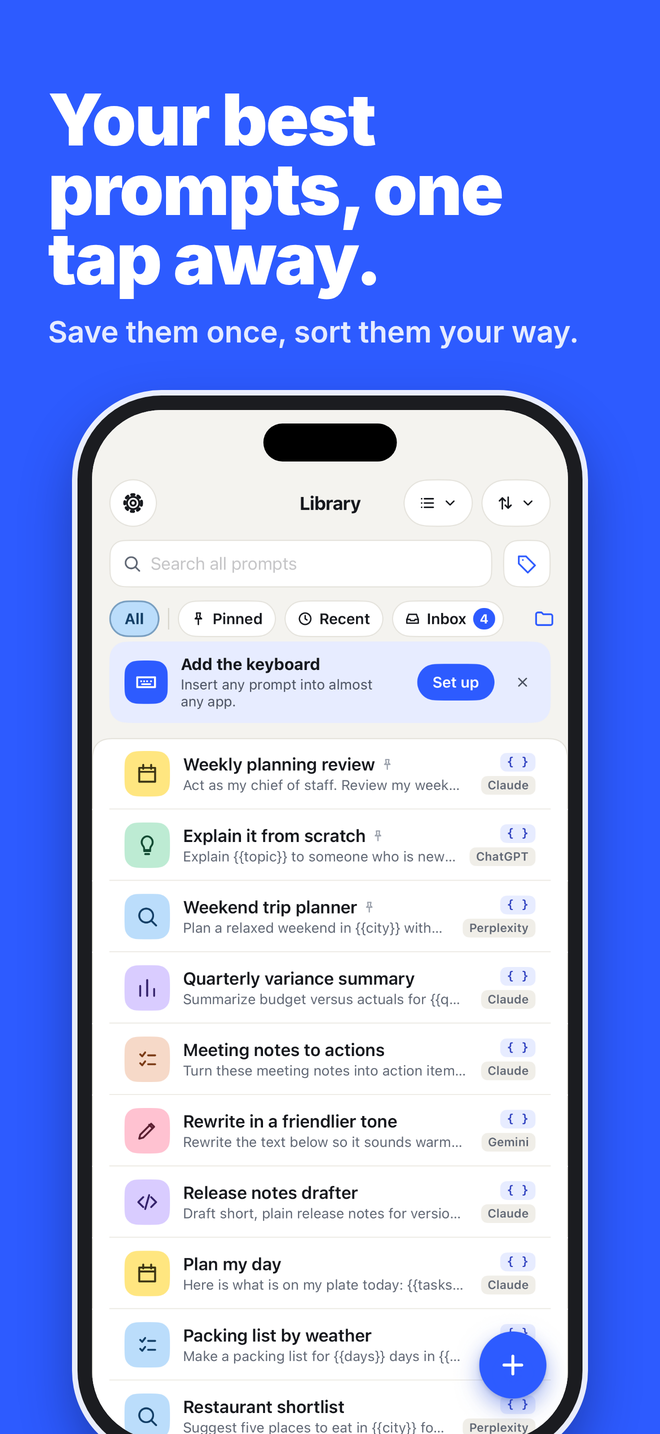 Your best
prompts, one
tap away.
Save them once, sort them your way.
Library
Search all prompts
All
Pinned
Recent
Inbox 4
Add the keyboard
Insert any prompt into almost
any app.
Set up
Weekly planning review
{ }
Act as my chief of staff. Review my week...
Claude
Explain it from scratch
{ }
Explain {{topic}} to someone who is new...
ChatGPT
Weekend trip planner
{ }
Plan a relaxed weekend in {{city}} with...
Perplexity
Quarterly variance summary
{ }
Summarize budget versus actuals for {{q...
Claude
Meeting notes to actions
{ }
Turn these meeting notes into action item...
Claude
Rewrite in a friendlier tone
{ }
Rewrite the text below so it sounds warm...
Gemini
Release notes drafter
{ }
Draft short, plain release notes for versio...
Claude
Plan my day
{ }
Here is what is on my plate today: {{tasks...
Claude
Packing list by weather
{ }
Make a packing list for {{days}} days in {{...
Restaurant shortlist
{ }
Suggest five places to eat in {{city}} fo...
Perplexity